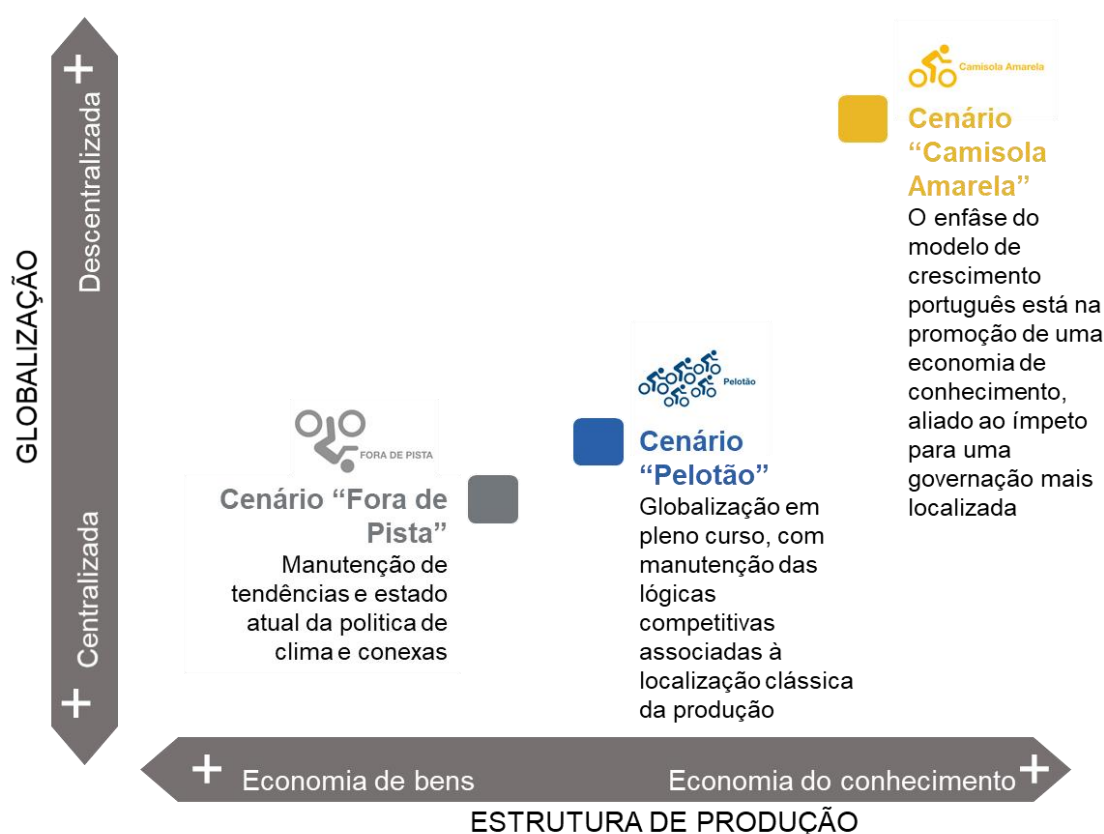 GLOBALIZAÇÃO
+
Descentralizada
Centralizada
+
Camisola Amarela
Cenário
“Camisola
Amarela”
O enfâse do
modelo de
crescimento
português está na
promoção de uma
economia de
conhecimento,
aliado ao ímpeto
para uma
governação mais
localizada
Pelotão
Cenário
“Pelotão”
Globalização em
pleno curso, com
manutenção das
lógicas
competitivas
associadas à
localização clássica
da produção
FORA DE PISTA
Cenário “Fora de
Pista”
Manutenção de
tendências e estado
atual da politica de
clima e conexas
+ Economia de bens
Economia do conhecimento +
ESTRUTURA DE PRODUÇÃO